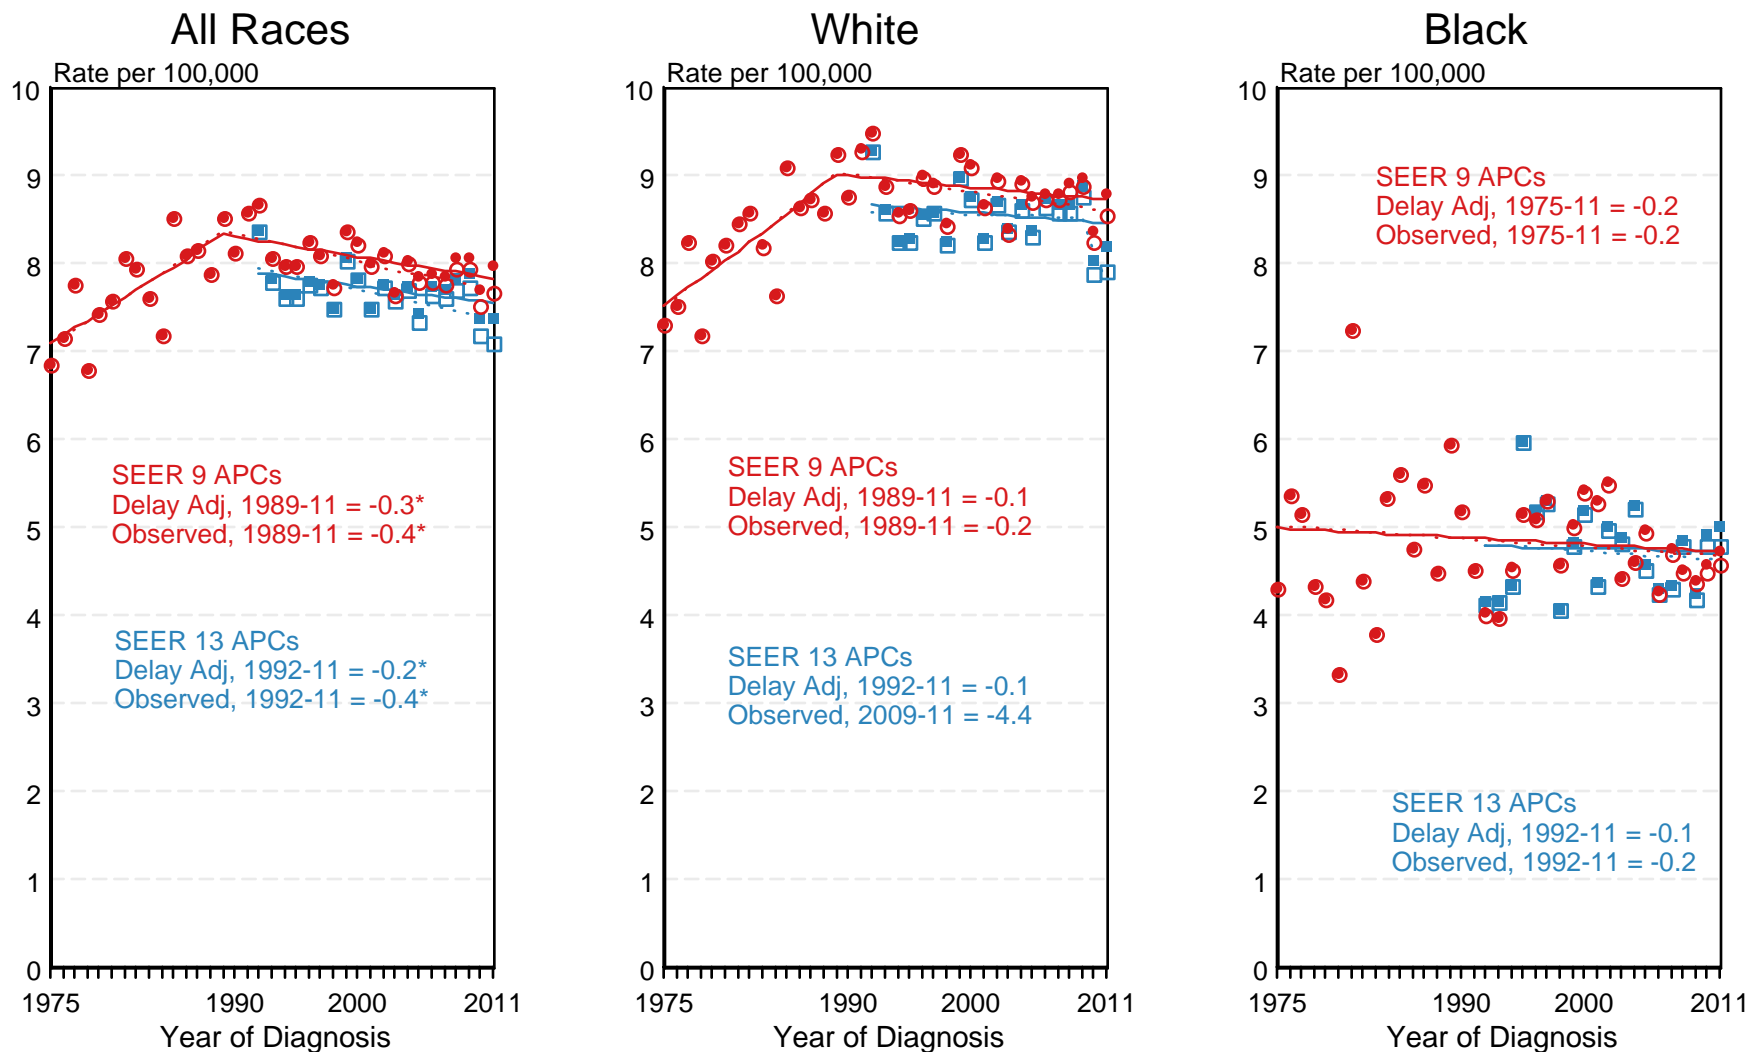 All Races
Rate per 100,000
10
9
8
7
6
5
4
3
2
1
0
SEER 9 APCs
Delay Adj, 1989-11 = -0.3*
Observed, 1989-11 = -0.4*
SEER 13 APCs
Delay Adj, 1992-11 = -0.2*
Observed, 1992-11 = -0.4*
1975 1990 2000 2011
Year of Diagnosis
White
Rate per 100,000
10
9
8
7
6
5
4
3
2
1
0
SEER 9 APCs
Delay Adj, 1989-11 = -0.1
Observed, 1989-11 = -0.2
SEER 13 APCs
Delay Adj, 1992-11 = -0.1
Observed, 2009-11 = -4.4
1975 1990 2000 2011
Year of Diagnosis
Black
Rate per 100,000
10
9
8
7
6
5
4
3
2
1
0
SEER 9 APCs
Delay Adj, 1975-11 = -0.2
Observed, 1975-11 = -0.2
SEER 13 APCs
Delay Adj, 1992-11 = -0.1
Observed, 1992-11 = -0.2
1975 1990 2000 2011
Year of Diagnosis